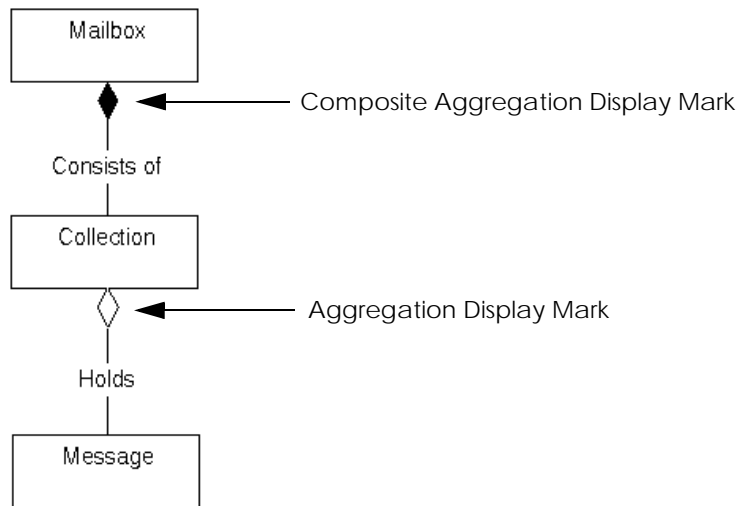 Mailbox
Composite Aggregation Display Mark
Consists of
Collection
Aggregation Display Mark
Holds
Message